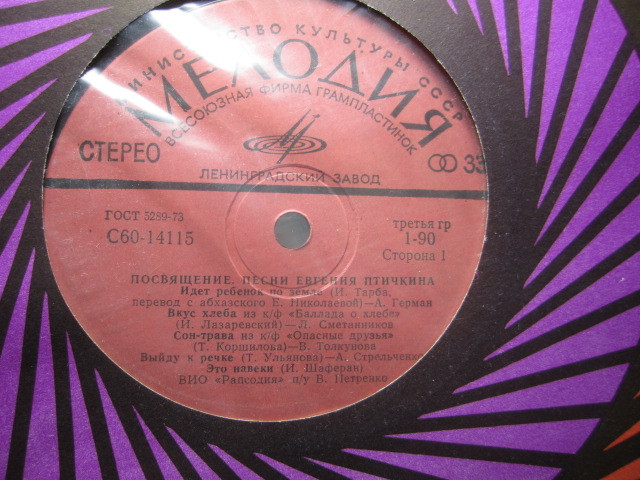 МИНИСТЕРСТВО КУЛЬТУРЫ СССР
МЕЛОДИЯ
ВСЕСОЮЗНАЯ ФИРМА ГРАМПЛАСТИНОК
СТЕРЕО
33
ЛЕНИНГРАДСКИЙ ЗАВОД
ГОСТ 5289-73
третья гр
С60-14115
1-90
Сторона 1
ПОСВЯЩЕНИЕ. ПЕСНИ ЕВГЕНИЯ ПТИЧКИНА
Идет ребенок по земле (И. Тарба,
перевод с абхазского Е. Николаевой)—А. Герман
Вкус хлеба из к/ф «Баллада о хлебе»
(И. Лазаревский)— Л. Сметанников
Сон-трава из к/ф «Опасные друзья»
(Т. Коршилова)— В. Толкунова
Выйду к речке (Т. Ульянова)—А. Стрельченко
Это навеки (И. Шаферан)
ВИО «Рапсодия» п/у В. Петренко